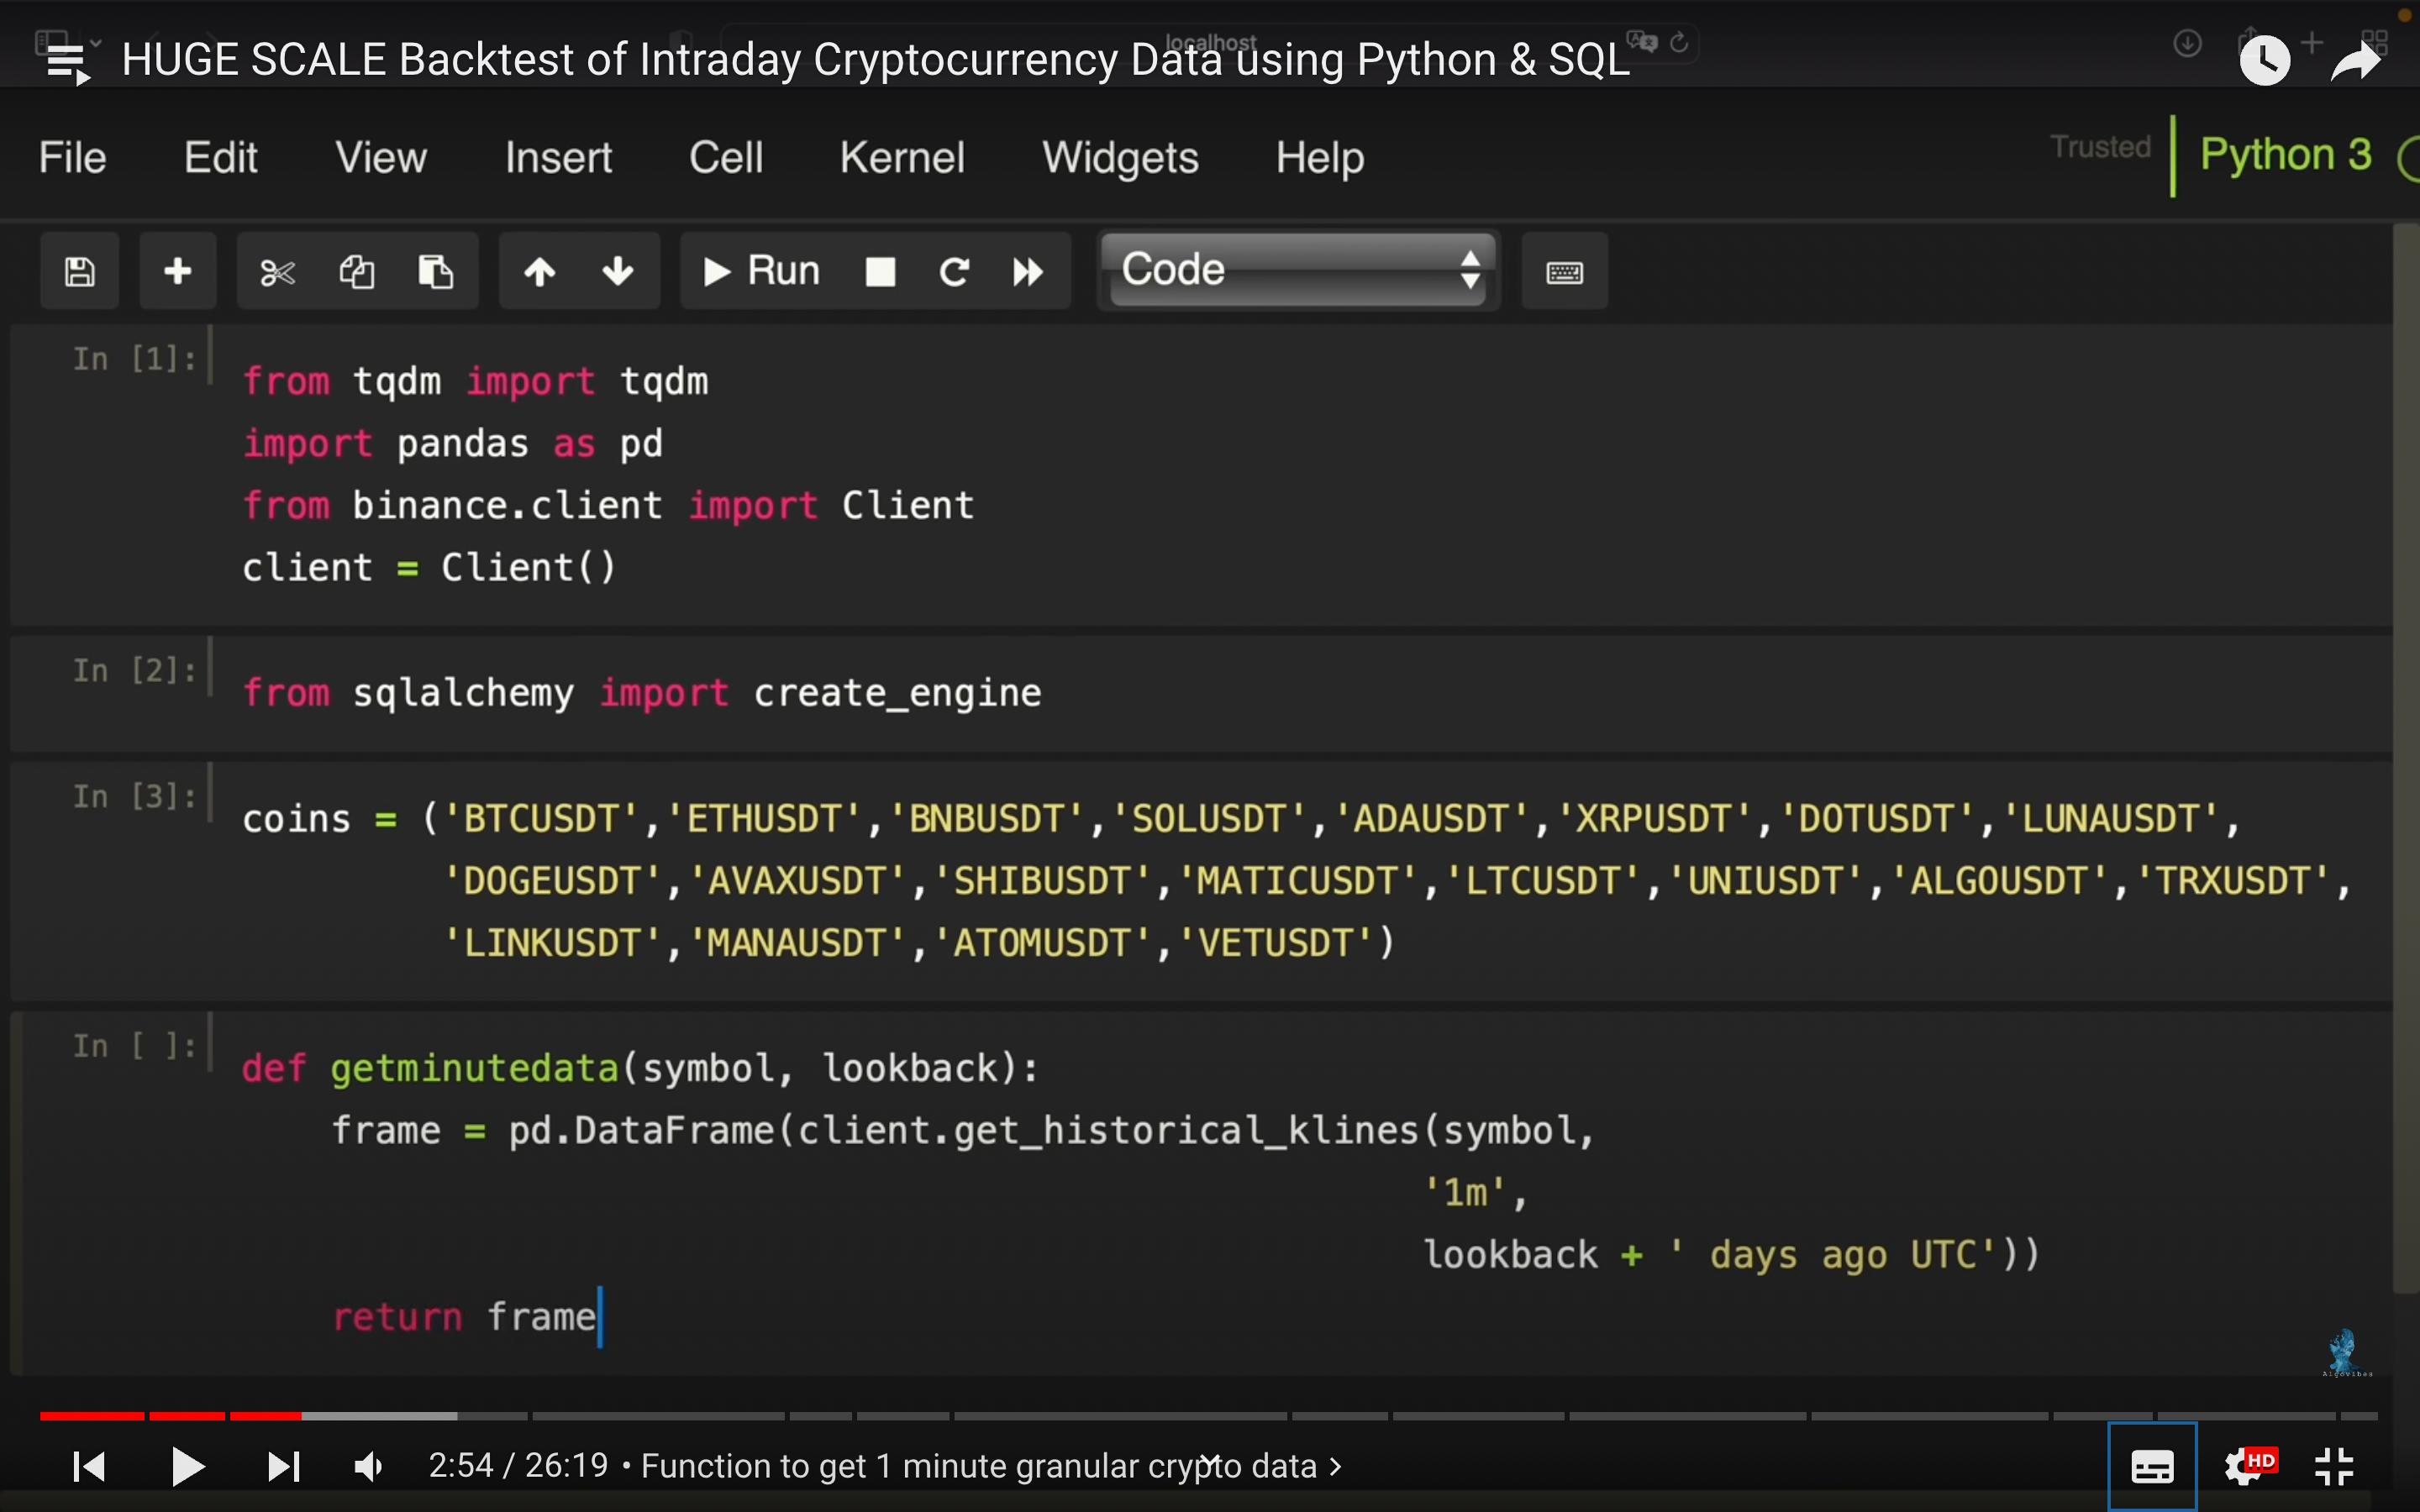 localhost
HUGE SCALE Backtest of Intraday Cryptocurrency Data using Python & SQL
File Edit View Insert Cell Kernel Widgets Help Trusted Python 3
Run Code
In [1]:
from tqdm import tqdm
import pandas as pd
from binance.client import Client
client = Client()
In [2]:
from sqlalchemy import create_engine
In [3]:
coins = ('BTCUSDT','ETHUSDT','BNBUSDT','SOLUSDT','ADAUSDT','XRPUSDT','DOTUSDT','LUNAUSDT',
'DOGEUSDT','AVAXUSDT','SHIBUSDT','MATICUSDT','LTCUSDT','UNIUSDT','ALGOUSDT','TRXUSDT',
'LINKUSDT','MANAUSDT','ATOMUSDT','VETUSDT')
In [ ]:
def getminutedata(symbol, lookback):
frame = pd.DataFrame(client.get_historical_klines(symbol,
'1m',
lookback + ' days ago UTC'))
return frame
Algovibes
2:54 / 26:19 • Function to get 1 minute granular crypto data >
HD